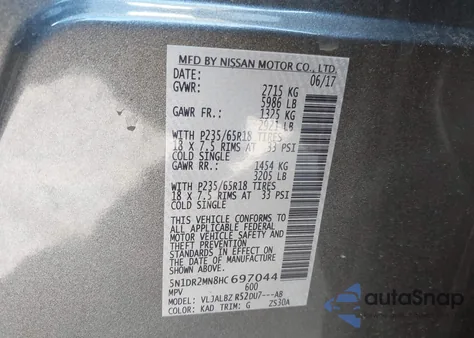 MFD BY NISSAN MOTOR CO., LTD.
DATE: 06/17
GVWR: 2715 KG
5986 LB
GAWR FR.: 1325 KG
2921 LB
WITH P235/65R18 TIRES
18 X 7.5 RIMS AT 33 PSI
COLD SINGLE
GAWR RR.: 1454 KG
3205 LB
WITH P235/65R18 TIRES
18 X 7.5 RIMS AT 33 PSI
COLD SINGLE
THIS VEHICLE CONFORMS TO
ALL APPLICABLE FEDERAL
MOTOR VEHICLE SAFETY AND
THEFT PREVENTION
STANDARDS IN EFFECT ON
THE DATE OF MANUFACTURE
SHOWN ABOVE.
5N1DR2MN8HC697044
MPV 600
MODEL: VLJALBZ RS2DU7---AB
COLOR: KAD TRIM: G ZS30A
autaSnap